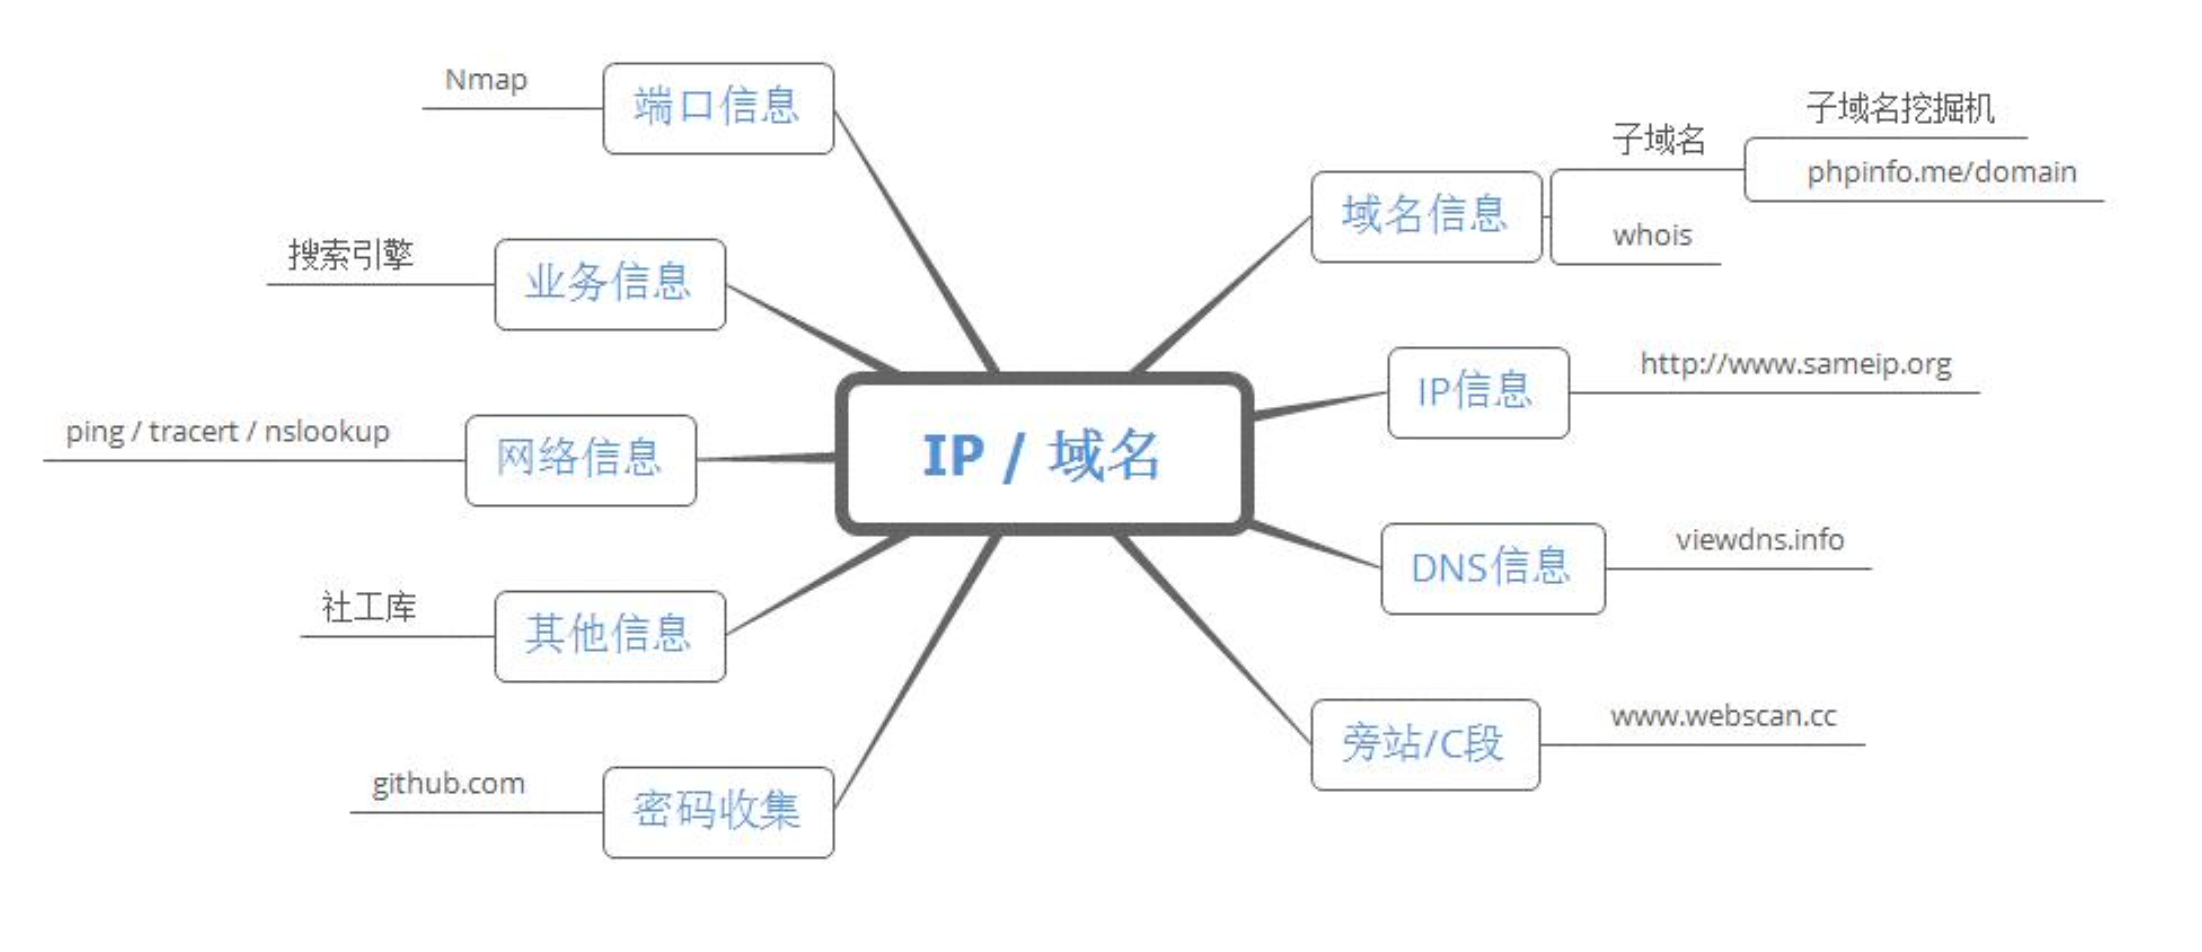 IP / 域名
域名信息
子域名
子域名挖掘机
phpinfo.me/domain
whois
IP信息
http://www.sameip.org
DNS信息
viewdns.info
旁站/C段
www.webscan.cc
端口信息
Nmap
业务信息
搜索引擎
网络信息
ping / tracert / nslookup
其他信息
社工库
密码收集
github.com